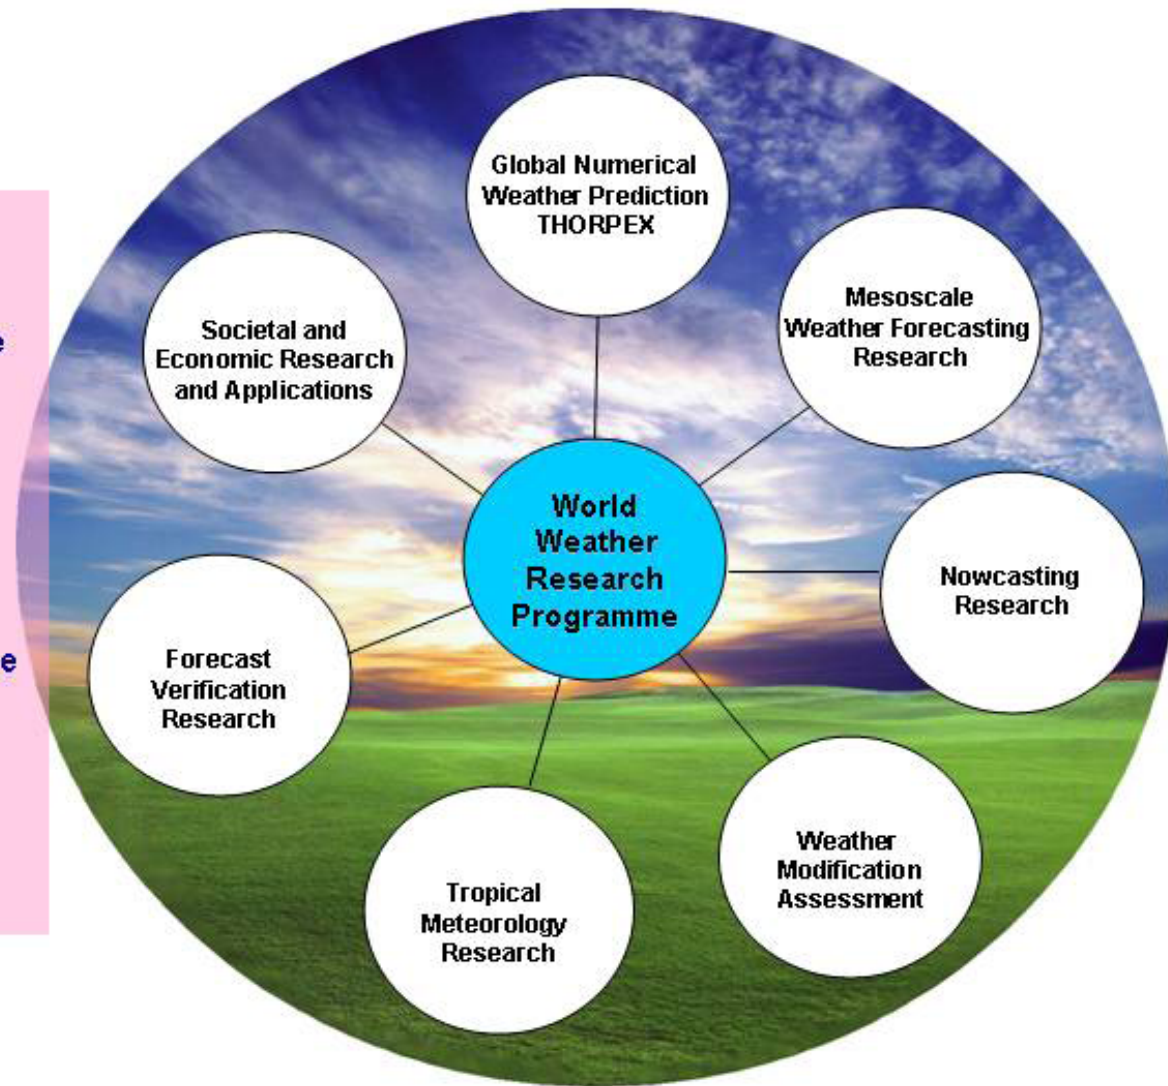 Global Numerical
Weather Prediction
THORPEX
Mesoscale
Weather Forecasting
Research
Societal and
Economic Research
and Applications
World
Weather
Research
Programme
Nowcasting
Research
Forecast
Verification
Research
Weather
Modification
Assessment
Tropical
Meteorology
Research